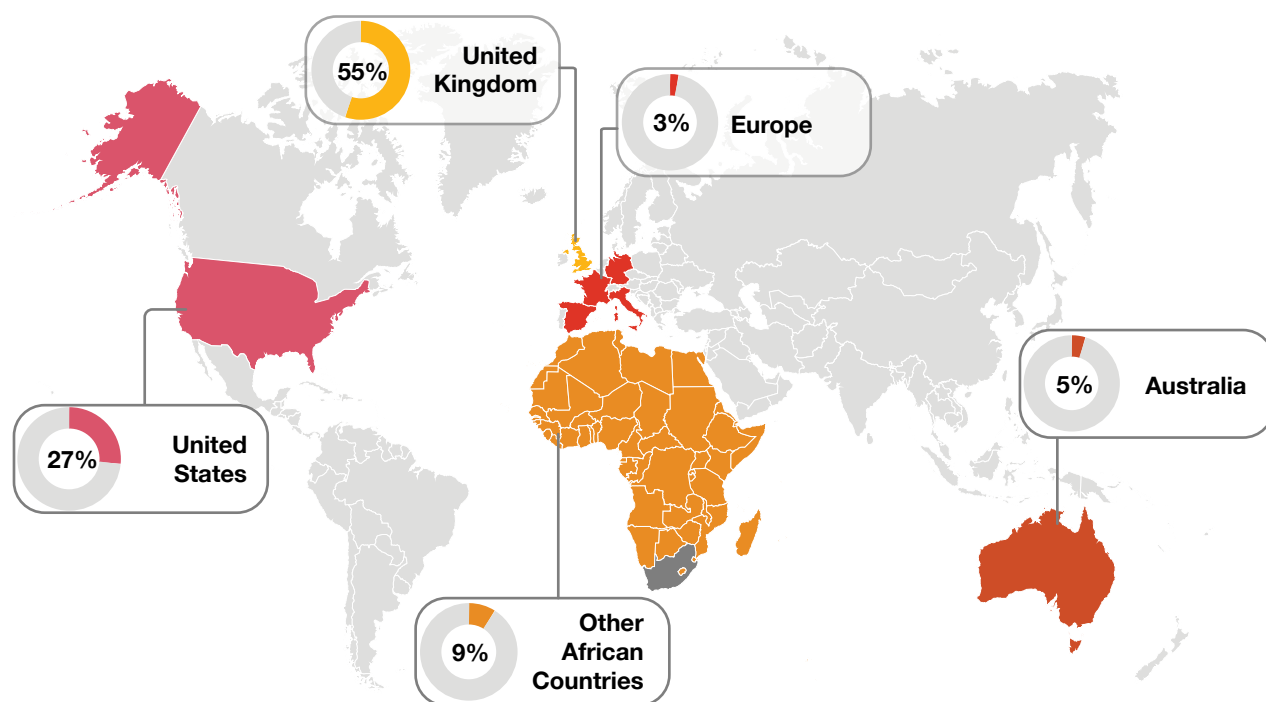 55%
United
Kingdom
3%
Europe
5%
Australia
27%
United
States
9%
Other
African
Countries